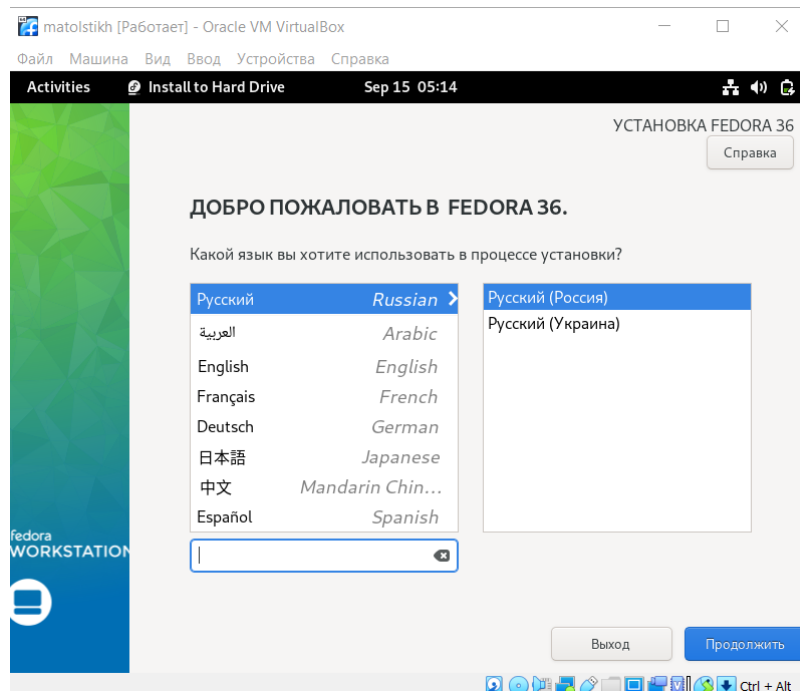 matolstikh [Работает] - Oracle VM VirtualBox
Файл Машина Вид Ввод Устройства Справка
Activities Install to Hard Drive Sep 15 05:14
УСТАНОВКА FEDORA 36
Справка
ДОБРО ПОЖАЛОВАТЬ В FEDORA 36.
Какой язык вы хотите использовать в процессе установки?
Русский Russian
العربية Arabic
English English
Français French
Deutsch German
日本語 Japanese
中文 Mandarin Chin...
Español Spanish
Русский (Россия)
Русский (Украина)
fedora
WORKSTATION
Выход Продолжить
Ctrl + Alt